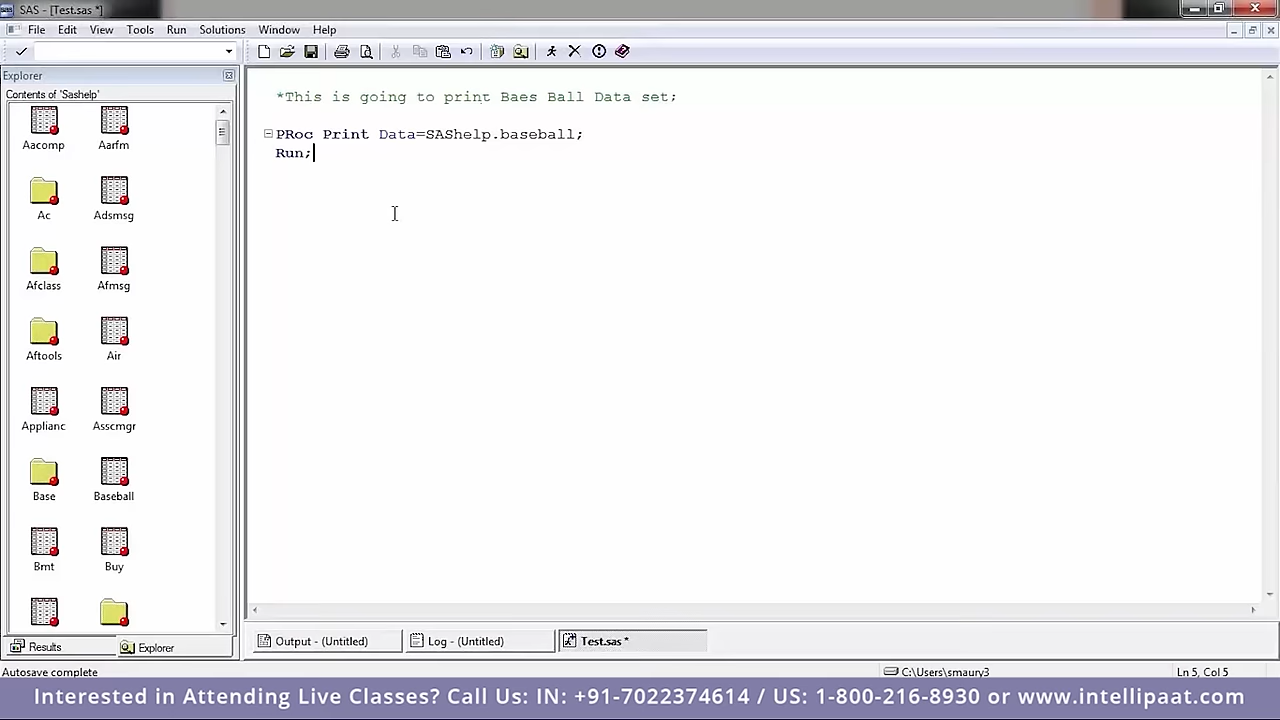 SAS - [Test.sas *]
File Edit View Tools Run Solutions Window Help
Explorer
Contents of 'Sashelp'
Aacomp Aarfm
Ac Adsmsg
Afclass Afmsg
Aftools Air
Applianc Asscmgr
Base Baseball
Bmt Buy
*This is going to print Baes Ball Data set;
PRoc Print Data=SAShelp.baseball;
Run;
Results Explorer
Output - (Untitled) Log - (Untitled) Test.sas *
Autosave complete C:\Users\smaury3 Ln 5, Col 5
Interested in Attending Live Classes? Call Us: IN: +91-7022374614 / US: 1-800-216-8930 or www.intellipaat.com